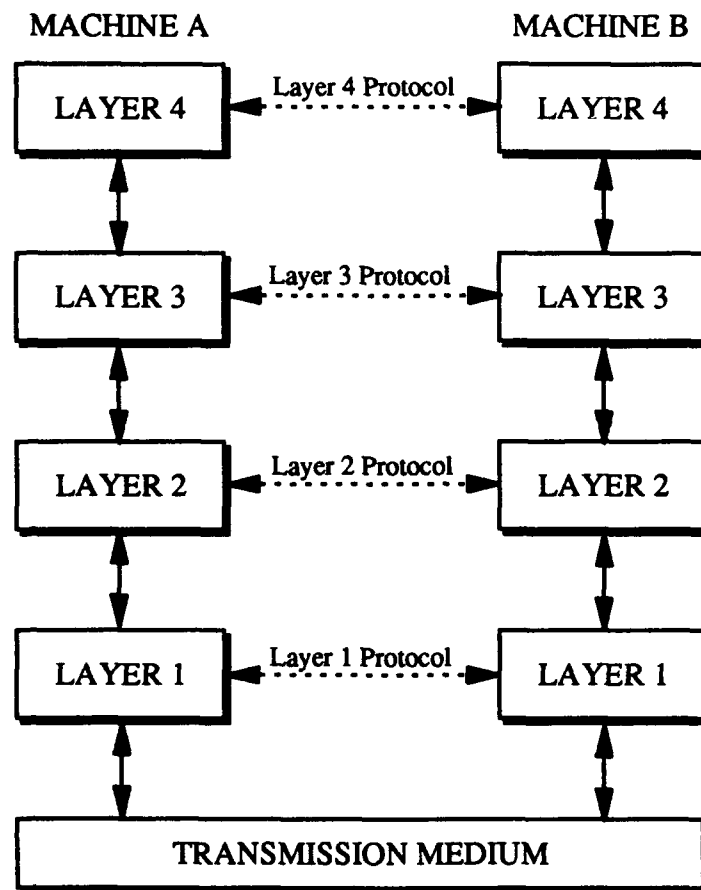 MACHINE A
MACHINE B
LAYER 4
Layer 4 Protocol
LAYER 4
LAYER 3
Layer 3 Protocol
LAYER 3
LAYER 2
Layer 2 Protocol
LAYER 2
LAYER 1
Layer 1 Protocol
LAYER 1
TRANSMISSION MEDIUM